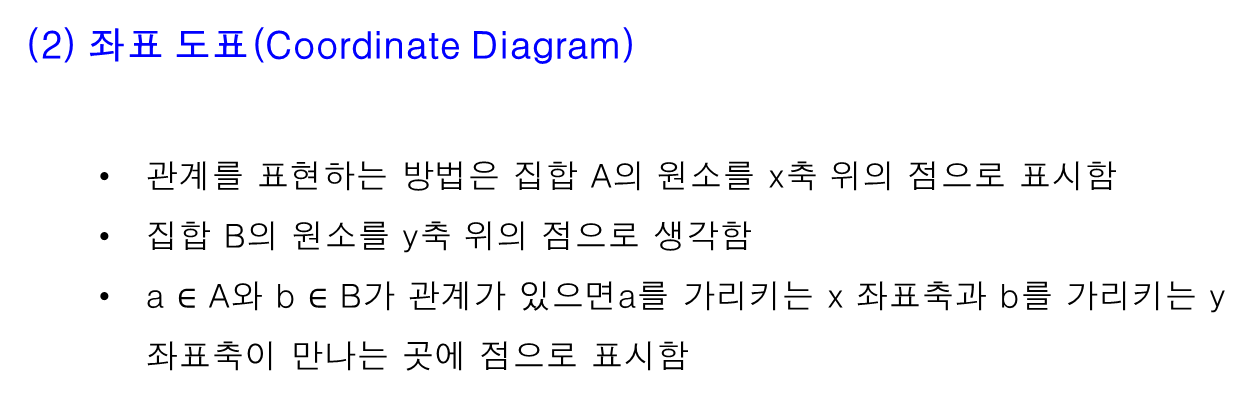 (2) 좌표 도표(Coordinate Diagram)
• 관계를 표현하는 방법은 집합 A의 원소를 x축 위의 점으로 표시함
• 집합 B의 원소를 y축 위의 점으로 생각함
• a ∈ A와 b ∈ B가 관계가 있으면a를 가리키는 x 좌표축과 b를 가리키는 y
좌표축이 만나는 곳에 점으로 표시함